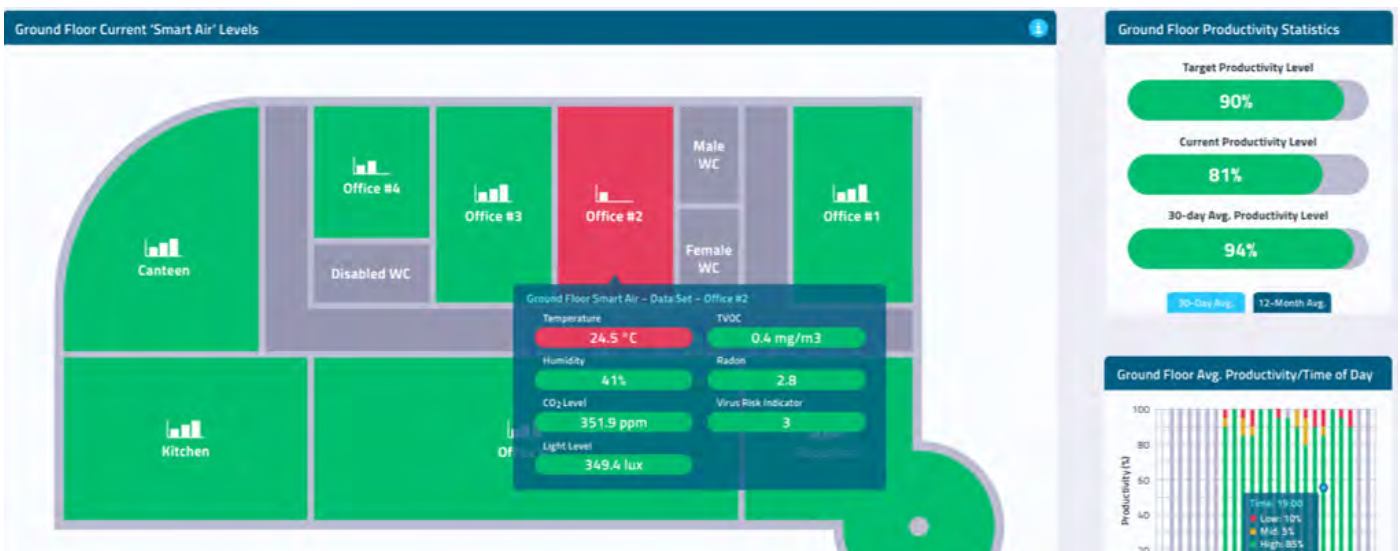 Ground Floor Current 'Smart Air' Levels
Ground Floor Productivity Statistics
Target Productivity Level
90%
Current Productivity Level
81%
30-day Avg. Productivity Level
94%
30-Day Avg.
12-Month Avg.
Office #4
Office #3
Office #2
Male
WC
Female
WC
Office #1
Canteen
Disabled WC
Kitchen
Ground Floor Smart Air - Data Set - Office #2
Temperature
24.5 °C
TVOC
0.4 mg/m3
Humidity
41%
Radon
2.8
CO₂ Level
351.9 ppm
Virus Risk Indicator
3
Light Level
349.4 lux
Ground Floor Avg. Productivity/Time of Day
Productivity (%)
100
80
60
40
20
Time: 19:00
Low: 10%
Mid: 5%
High: 85%